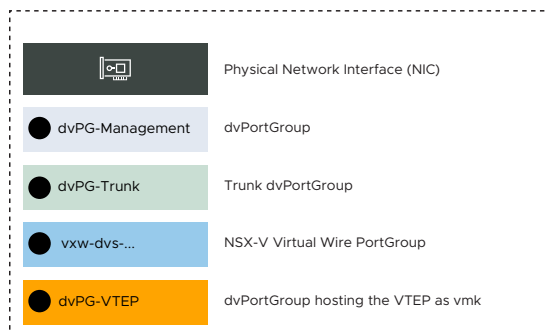 Physical Network Interface (NIC)
dvPG-Management dvPortGroup
dvPG-Trunk Trunk dvPortGroup
vxw-dvs-... NSX-V Virtual Wire PortGroup
dvPG-VTEP dvPortGroup hosting the VTEP as vmk